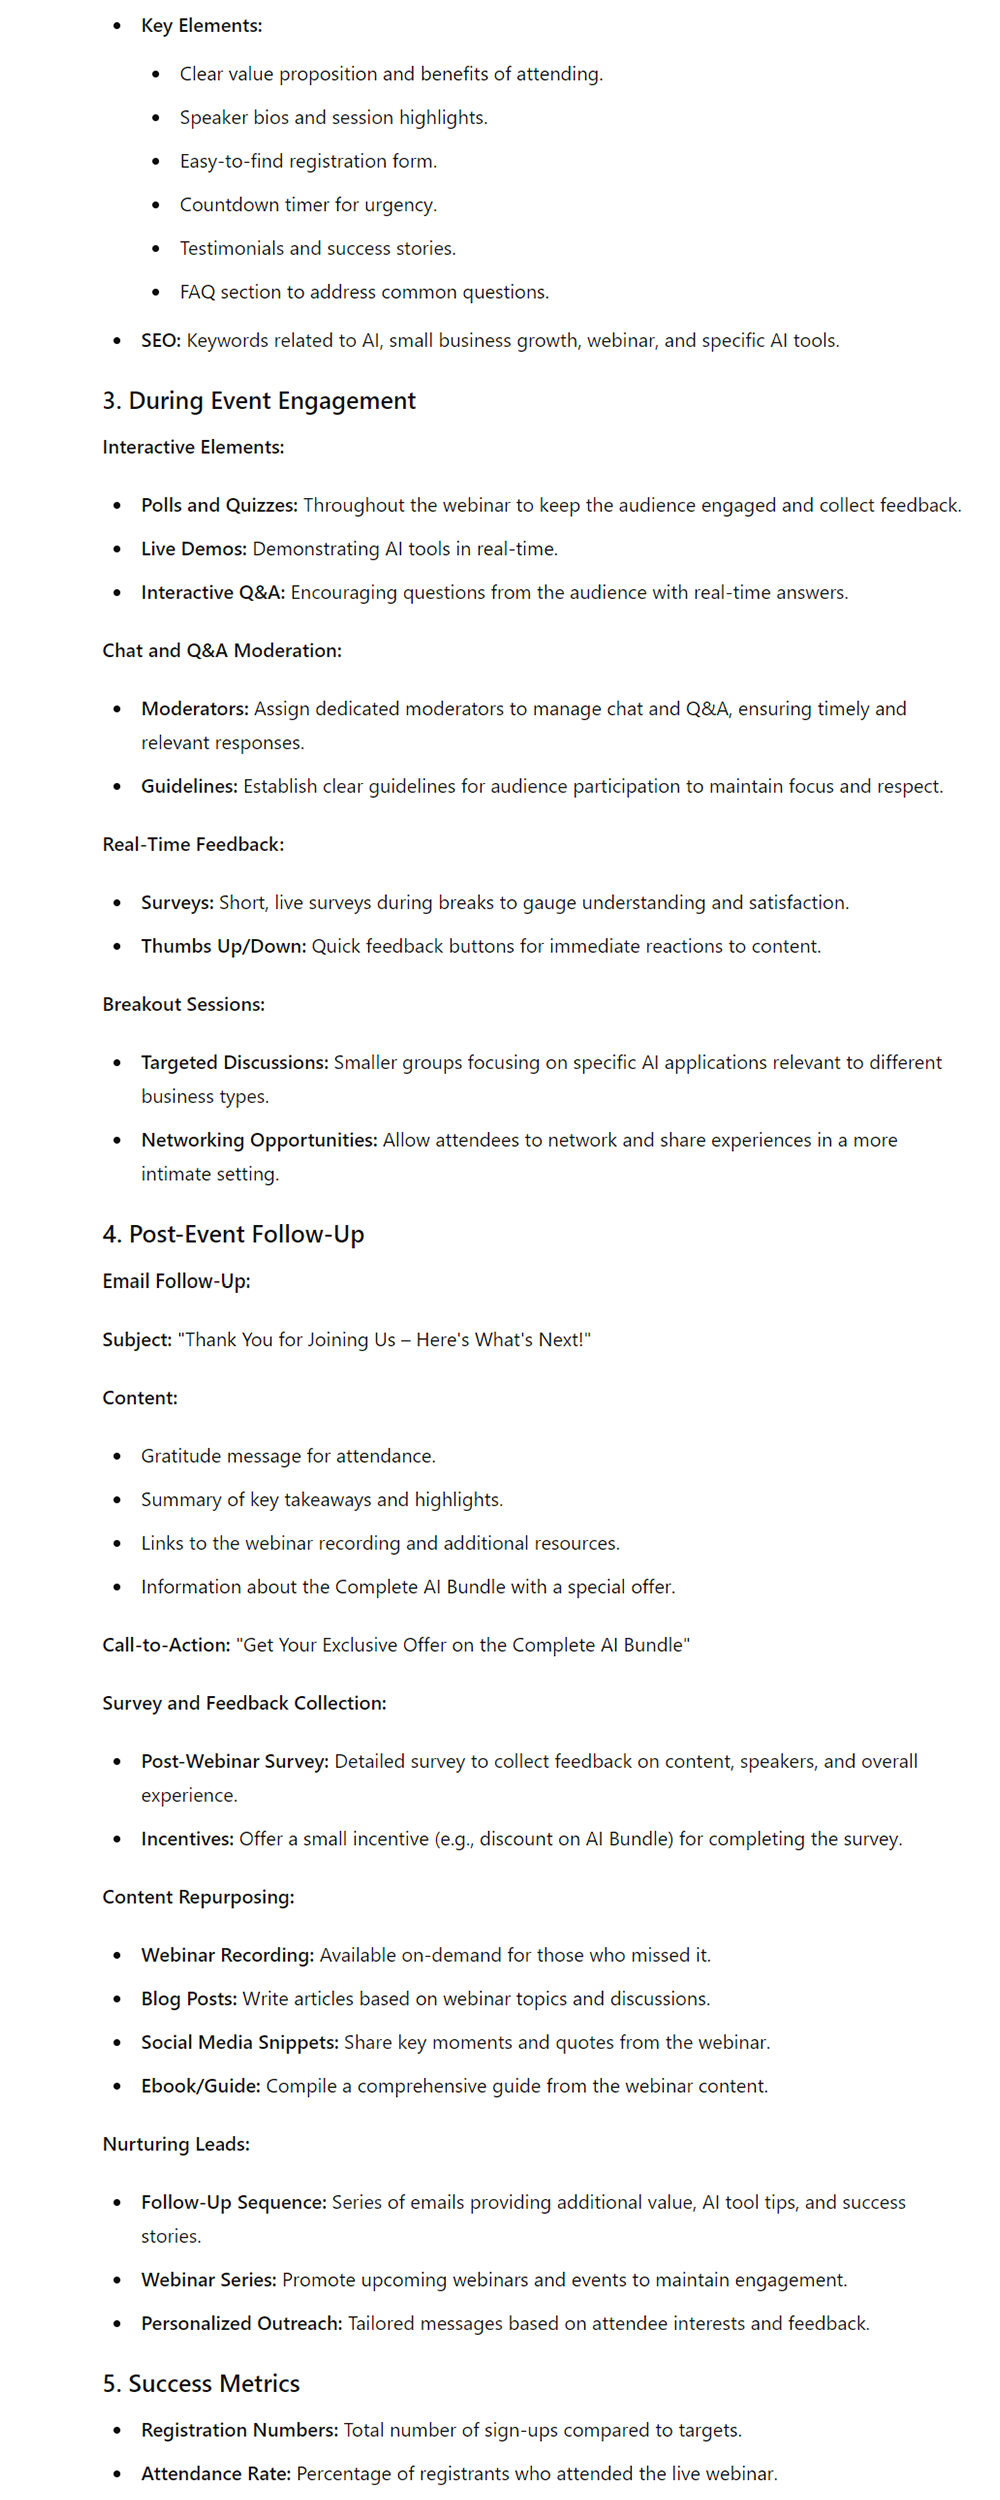 Key Elements:
Clear value proposition and benefits of attending.
Speaker bios and session highlights.
Easy-to-find registration form.
Countdown timer for urgency.
Testimonials and success stories.
FAQ section to address common questions.
SEO: Keywords related to AI, small business growth, webinar, and specific AI tools.
3. During Event Engagement
Interactive Elements:
Polls and Quizzes: Throughout the webinar to keep the audience engaged and collect feedback.
Live Demos: Demonstrating AI tools in real-time.
Interactive Q&A: Encouraging questions from the audience with real-time answers.
Chat and Q&A Moderation:
Moderators: Assign dedicated moderators to manage chat and Q&A, ensuring timely and
relevant responses.
Guidelines: Establish clear guidelines for audience participation to maintain focus and respect.
Real-Time Feedback:
Surveys: Short, live surveys during breaks to gauge understanding and satisfaction.
Thumbs Up/Down: Quick feedback buttons for immediate reactions to content.
Breakout Sessions:
Targeted Discussions: Smaller groups focusing on specific AI applications relevant to different
business types.
Networking Opportunities: Allow attendees to network and share experiences in a more
intimate setting.
4. Post-Event Follow-Up
Email Follow-Up:
Subject: "Thank You for Joining Us – Here's What's Next!"
Content:
Gratitude message for attendance.
Summary of key takeaways and highlights.
Links to the webinar recording and additional resources.
Information about the Complete AI Bundle with a special offer.
Call-to-Action: "Get Your Exclusive Offer on the Complete AI Bundle"
Survey and Feedback Collection:
Post-Webinar Survey: Detailed survey to collect feedback on content, speakers, and overall
experience.
Incentives: Offer a small incentive (e.g., discount on AI Bundle) for completing the survey.
Content Repurposing:
Webinar Recording: Available on-demand for those who missed it.
Blog Posts: Write articles based on webinar topics and discussions.
Social Media Snippets: Share key moments and quotes from the webinar.
Ebook/Guide: Compile a comprehensive guide from the webinar content.
Nurturing Leads:
Follow-Up Sequence: Series of emails providing additional value, AI tool tips, and success
stories.
Webinar Series: Promote upcoming webinars and events to maintain engagement.
Personalized Outreach: Tailored messages based on attendee interests and feedback.
5. Success Metrics
Registration Numbers: Total number of sign-ups compared to targets.
Attendance Rate: Percentage of registrants who attended the live webinar.